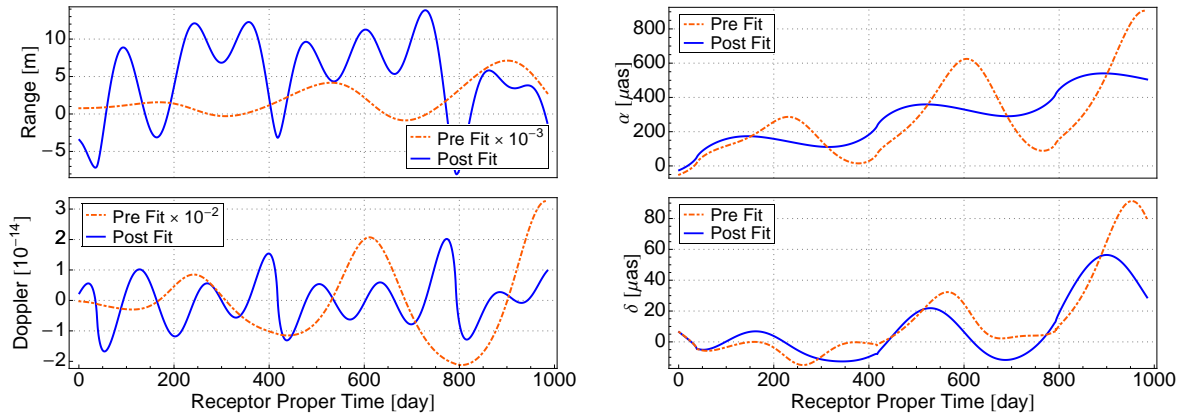 Range [m]
10
5
0
−5
Pre Fit × 10−3
Post Fit
Doppler [10−14]
3
2
1
0
−1
−2
Pre Fit × 10−2
Post Fit
0 200 400 600 800 1000
Receptor Proper Time [day]
α [μas]
800
600
400
200
0
Pre Fit
Post Fit
δ [μas]
80
60
40
20
0
Pre Fit
Post Fit
0 200 400 600 800 1000
Receptor Proper Time [day]